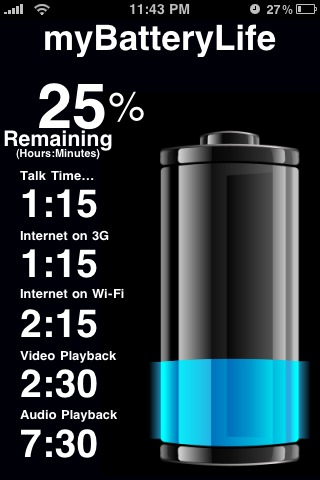 11:43 PM 27%
myBatteryLife
25%
Remaining
(Hours:Minutes)
Talk Time...
1:15
Internet on 3G
1:15
Internet on Wi-Fi
2:15
Video Playback
2:30
Audio Playback
7:30